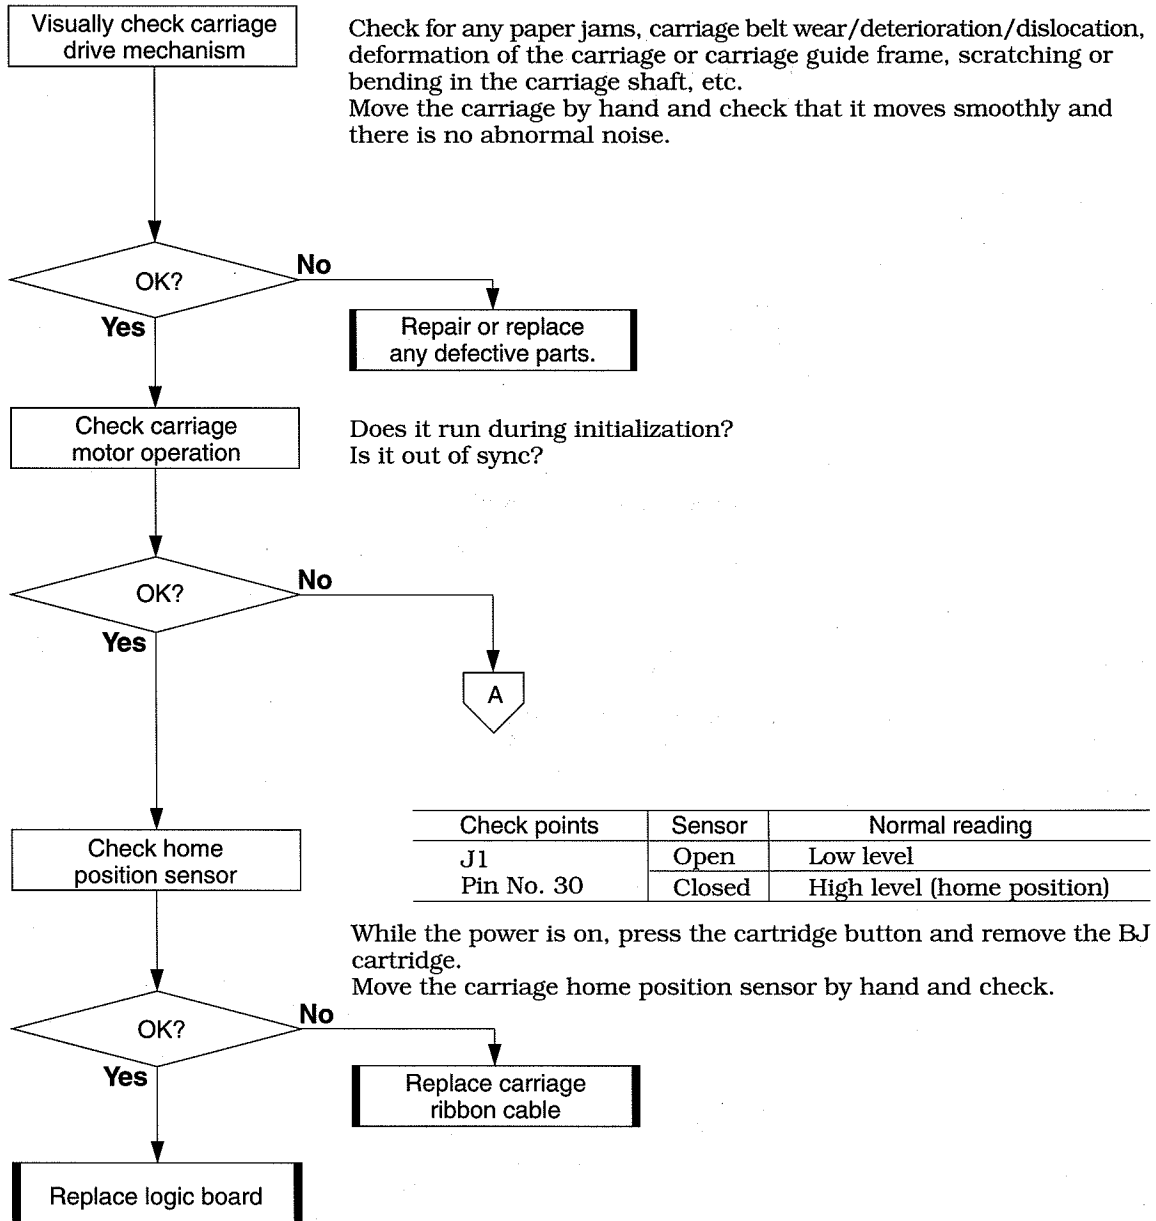 Visually check carriage
drive mechanism
Check for any paper jams, carriage belt wear/deterioration/dislocation,
deformation of the carriage or carriage guide frame, scratching or
bending in the carriage shaft, etc.
Move the carriage by hand and check that it moves smoothly and
there is no abnormal noise.
OK?
No
Yes
Repair or replace
any defective parts.
Check carriage
motor operation
Does it run during initialization?
Is it out of sync?
OK?
No
Yes
A
Check home
position sensor
Check points Sensor Normal reading
J1 Open Low level
Pin No. 30 Closed High level (home position)
While the power is on, press the cartridge button and remove the BJ
cartridge.
Move the carriage home position sensor by hand and check.
OK?
No
Yes
Replace carriage
ribbon cable
Replace logic board